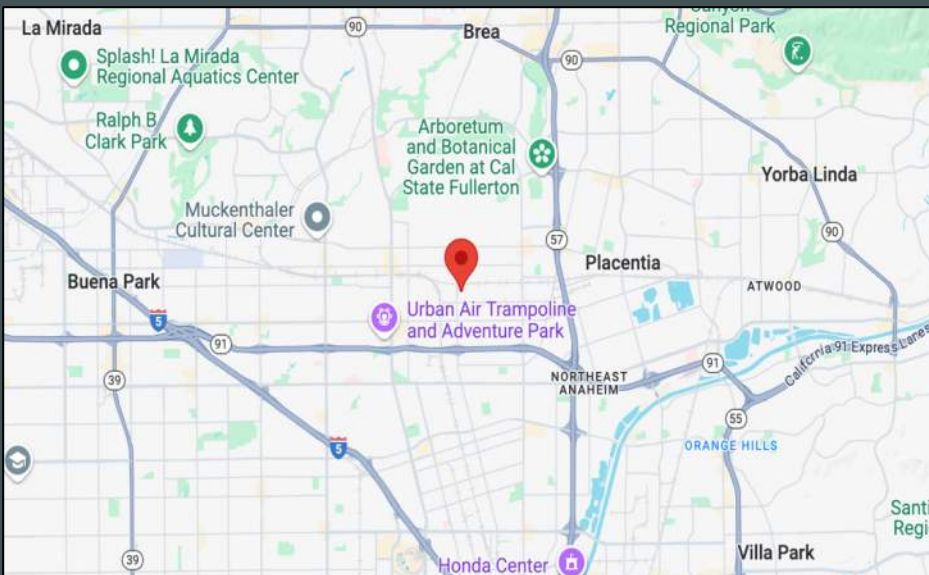 La Mirada
Splash! La Mirada
Regional Aquatics Center
Ralph B
Clark Park
90
Brea
90
Regional Park
Arboretum
and Botanical
Garden at Cal
State Fullerton
Yorba Linda
Muckenthaler
Cultural Center
57
90
Buena Park
Placentia
ATWOOD
5
Urban Air Trampoline
and Adventure Park
91
39
NORTHEAST
ANAHEIM
91
California 91 Express Lanes
55
5
ORANGE HILLS
39
Honda Center
Villa Park